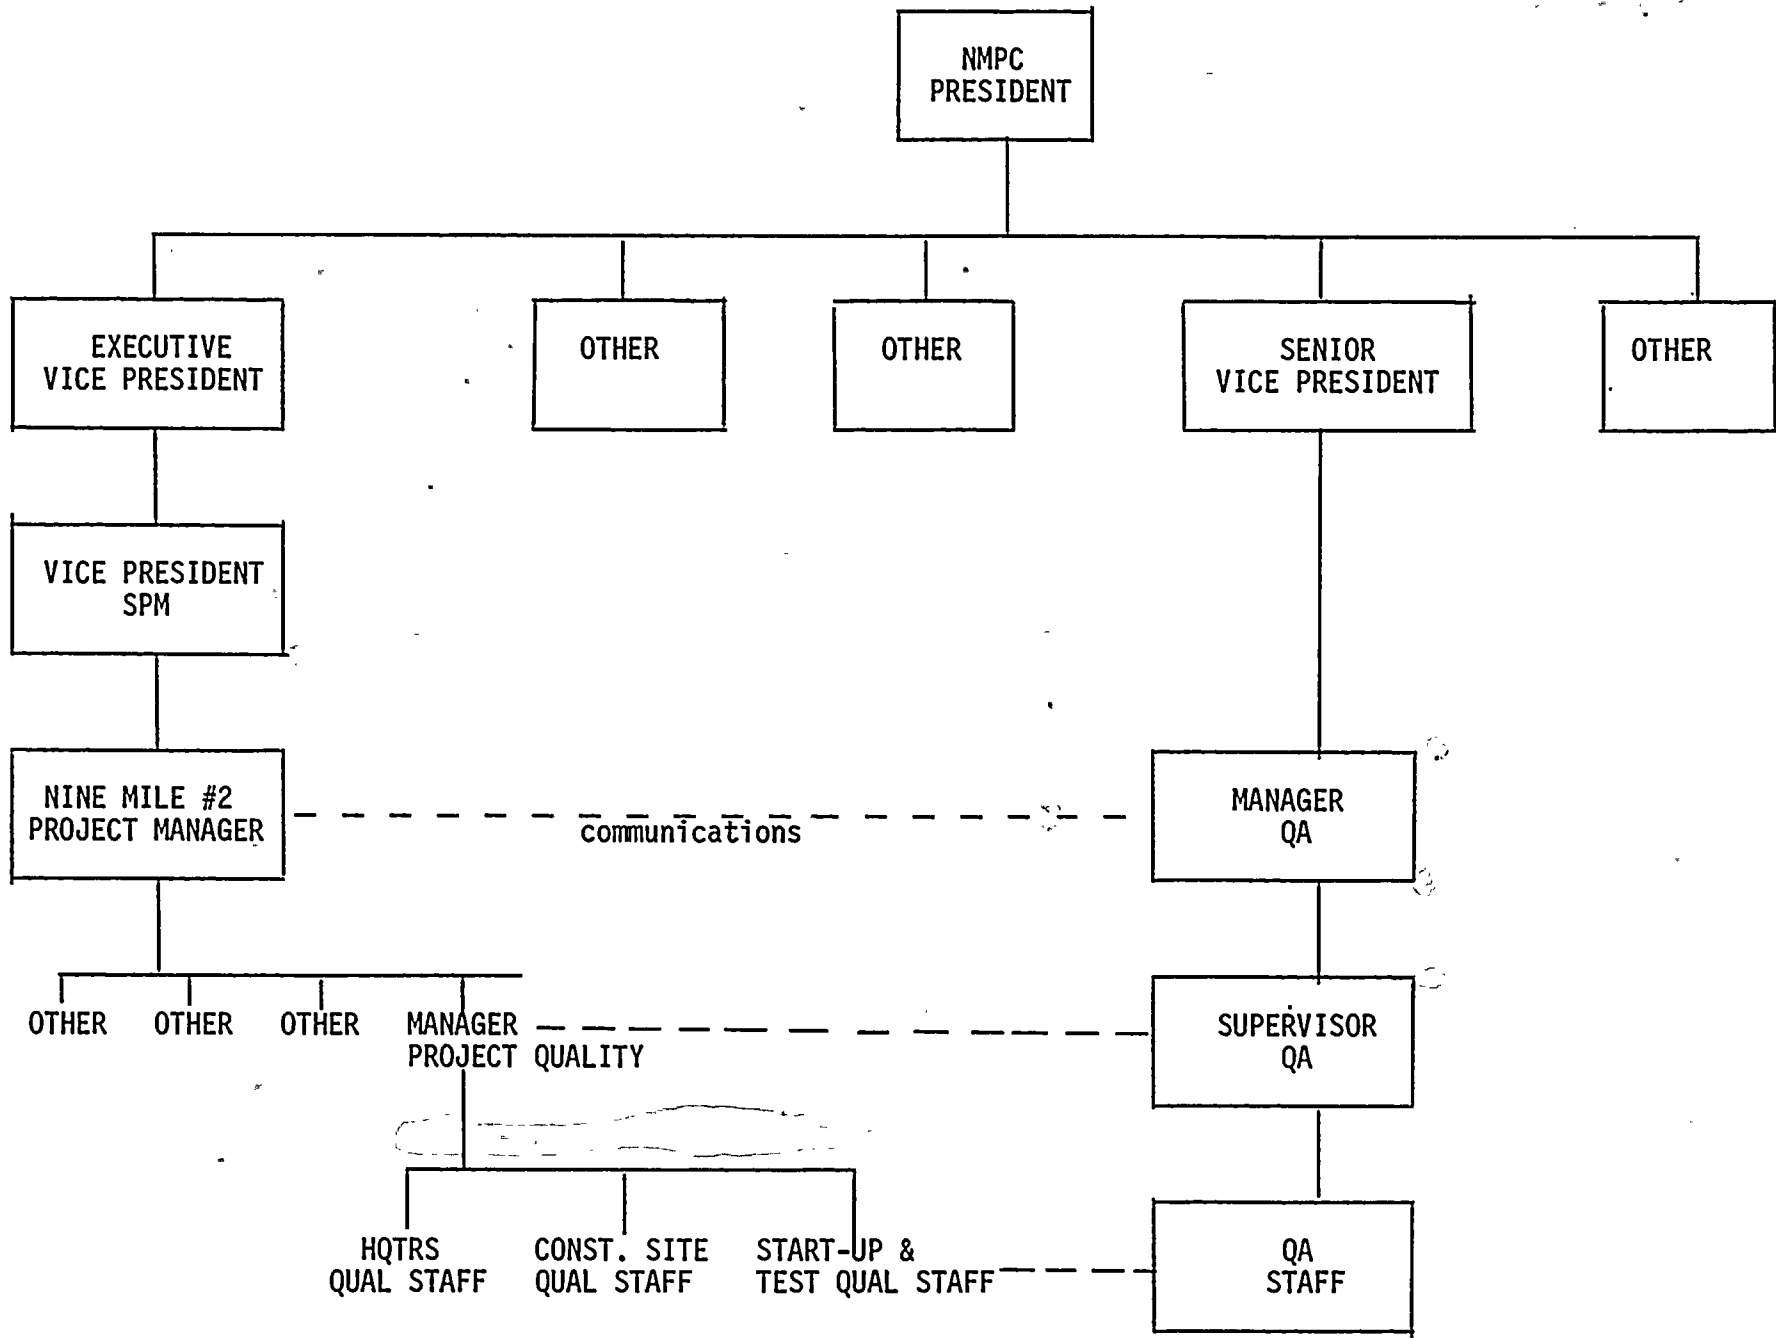 NMPC
PRESIDENT
EXECUTIVE
VICE PRESIDENT
OTHER
OTHER
SENIOR
VICE PRESIDENT
OTHER
VICE PRESIDENT
SPM
NINE MILE #2
PROJECT MANAGER
communications
MANAGER
QA
OTHER
OTHER
OTHER
MANAGER
PROJECT QUALITY
SUPERVISOR
QA
HQTRS
QUAL STAFF
CONST. SITE
QUAL STAFF
START-UP &
TEST QUAL STAFF
QA
STAFF